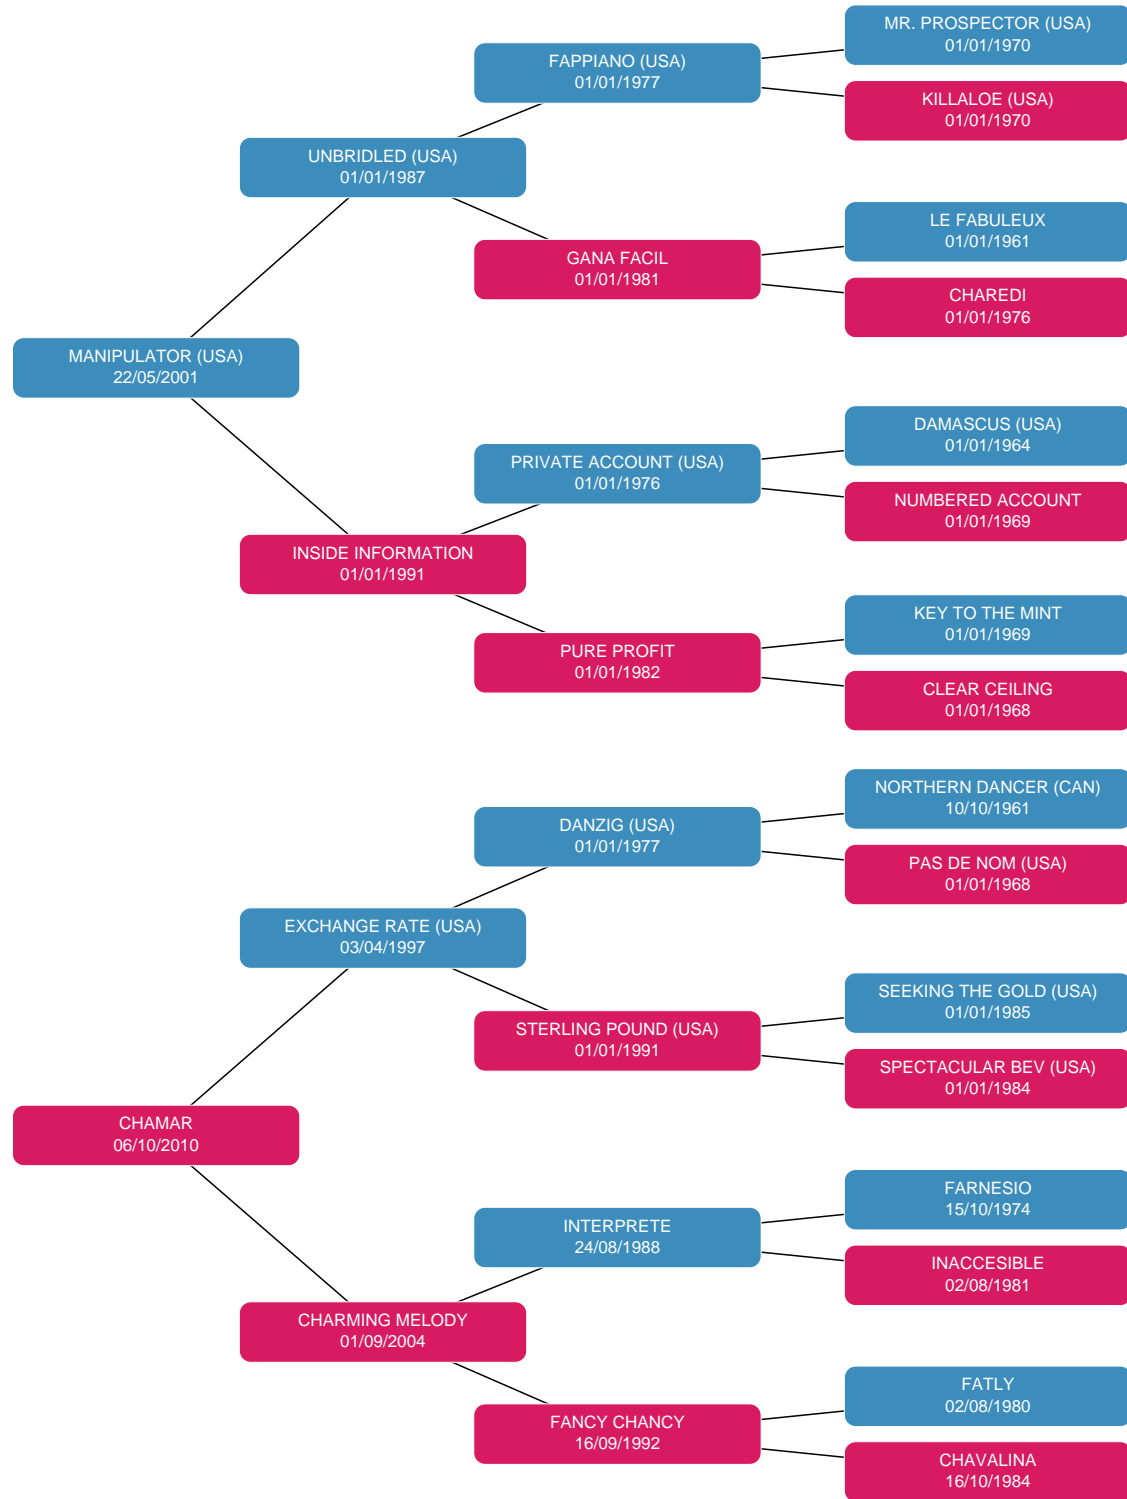 MR. PROSPECTOR (USA)
01/01/1970
FAPPIANO (USA)
01/01/1977
KILLALOE (USA)
01/01/1970
UNBRIDLED (USA)
01/01/1987
LE FABULEUX
01/01/1961
GANA FACIL
01/01/1981
CHAREDI
01/01/1976
MANIPULATOR (USA)
22/05/2001
DAMASCUS (USA)
01/01/1964
PRIVATE ACCOUNT (USA)
01/01/1976
NUMBERED ACCOUNT
01/01/1969
INSIDE INFORMATION
01/01/1991
KEY TO THE MINT
01/01/1969
PURE PROFIT
01/01/1982
CLEAR CEILING
01/01/1968
NORTHERN DANCER (CAN)
10/10/1961
DANZIG (USA)
01/01/1977
PAS DE NOM (USA)
01/01/1968
EXCHANGE RATE (USA)
03/04/1997
SEEKING THE GOLD (USA)
01/01/1985
STERLING POUND (USA)
01/01/1991
SPECTACULAR BEV (USA)
01/01/1984
CHAMAR
06/10/2010
FARNESIO
15/10/1974
INTERPRETE
24/08/1988
INACCESIBLE
02/08/1981
CHARMING MELODY
01/09/2004
FATLY
02/08/1980
FANCY CHANCY
16/09/1992
CHAVALINA
16/10/1984